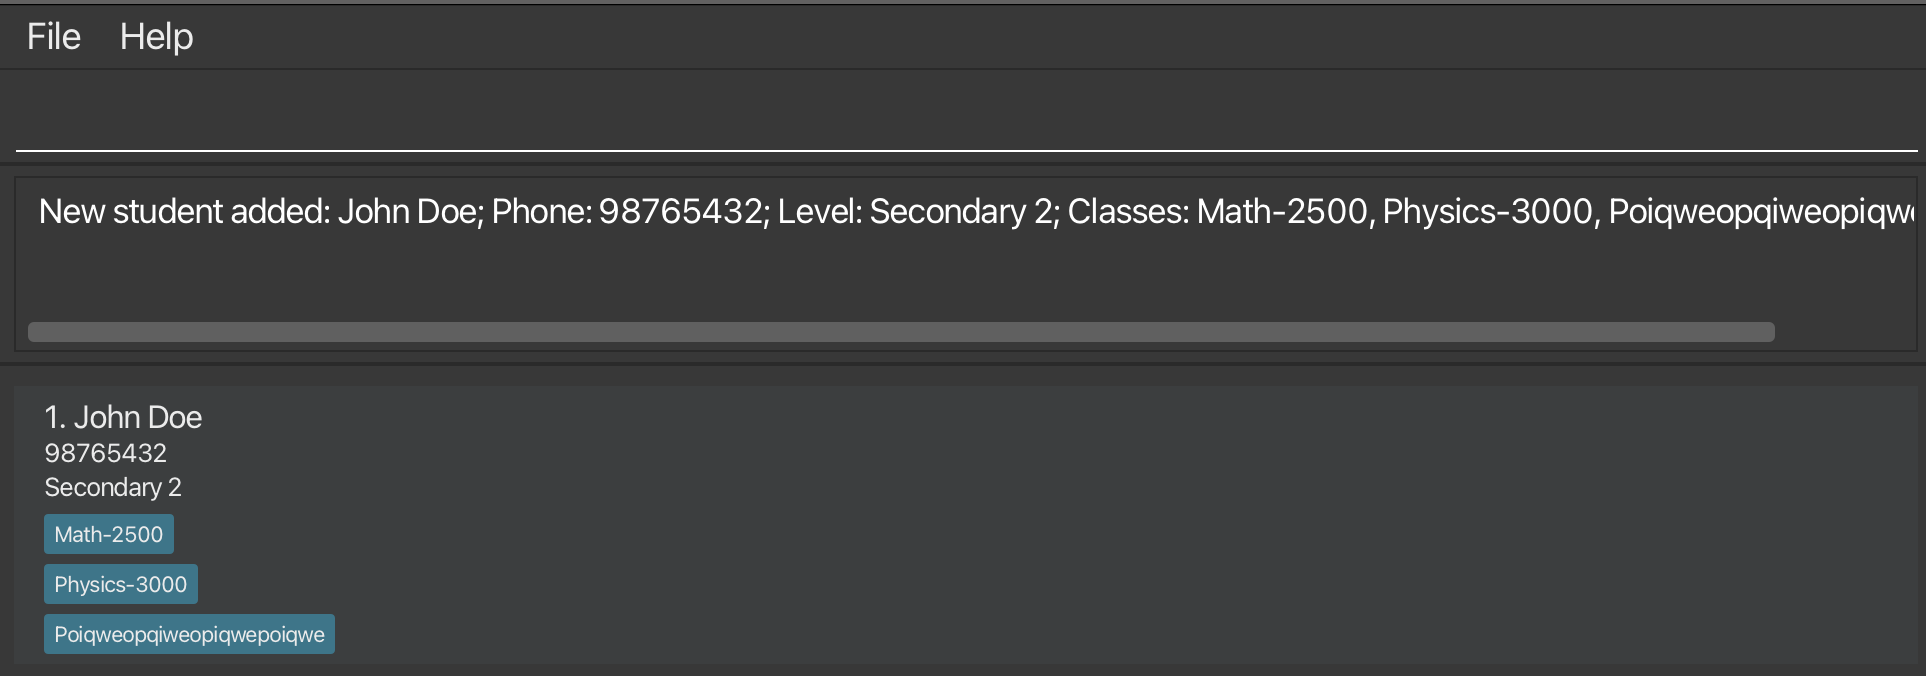 File Help
New student added: John Doe; Phone: 98765432; Level: Secondary 2; Classes: Math-2500, Physics-3000, Poiqweopqiweopiqw
1. John Doe
98765432
Secondary 2
Math-2500
Physics-3000
Poiqweopqiweopiqwepoiqwe